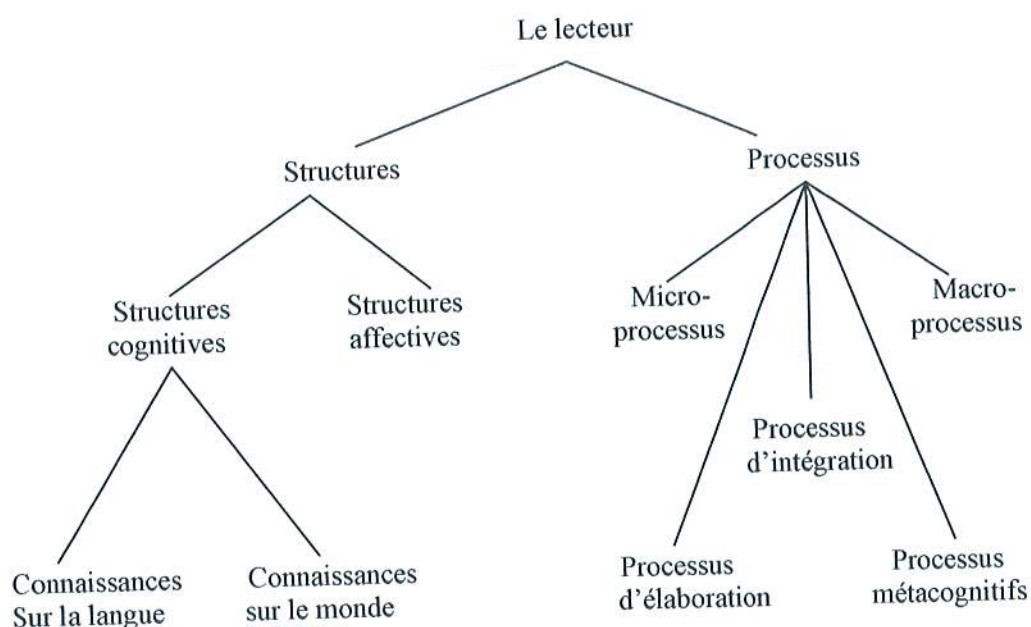 Le lecteur
Structures
Processus
Structures
cognitives
Structures
affectives
Micro-
processus
Macro-
processus
Processus
d'intégration
Connaissances
Sur la langue
Connaissances
sur le monde
Processus
d'élaboration
Processus
métacognitifs